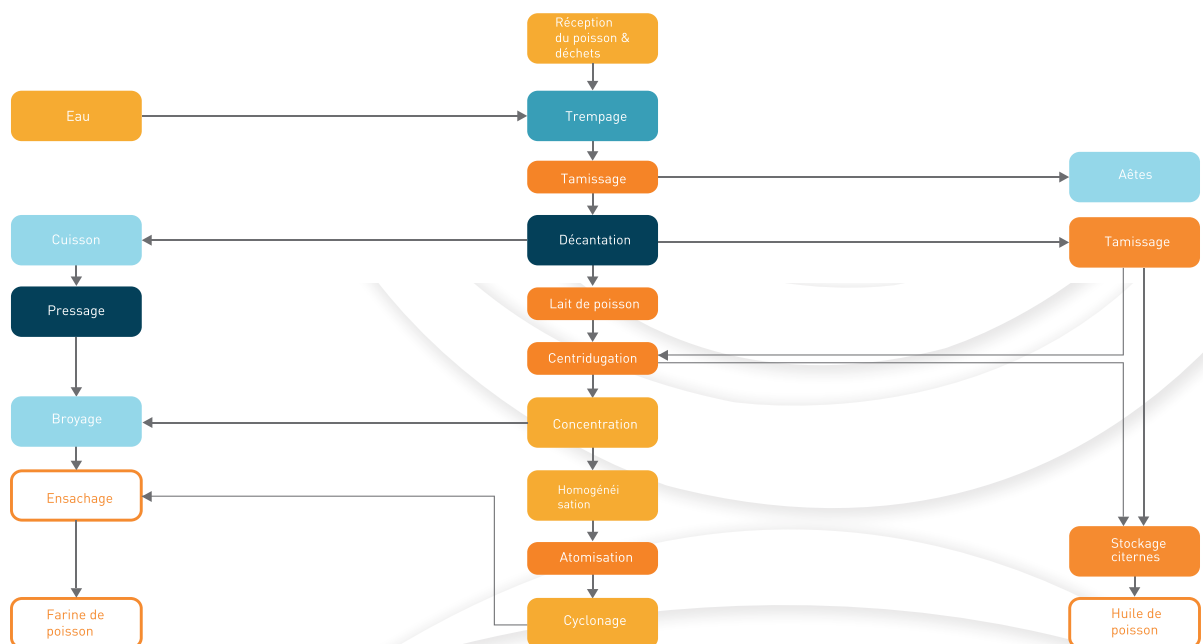 Réception
du poisson &
déchets
Eau
Trempage
Tamissage
Aêtes
Cuisson
Décantation
Tamissage
Pressage
Lait de poisson
Centridugation
Broyage
Concentration
Ensachage
Homogénéi
sation
Atomisation
Stockage
citernes
Farine de
poisson
Cyclonage
Huile de
poisson